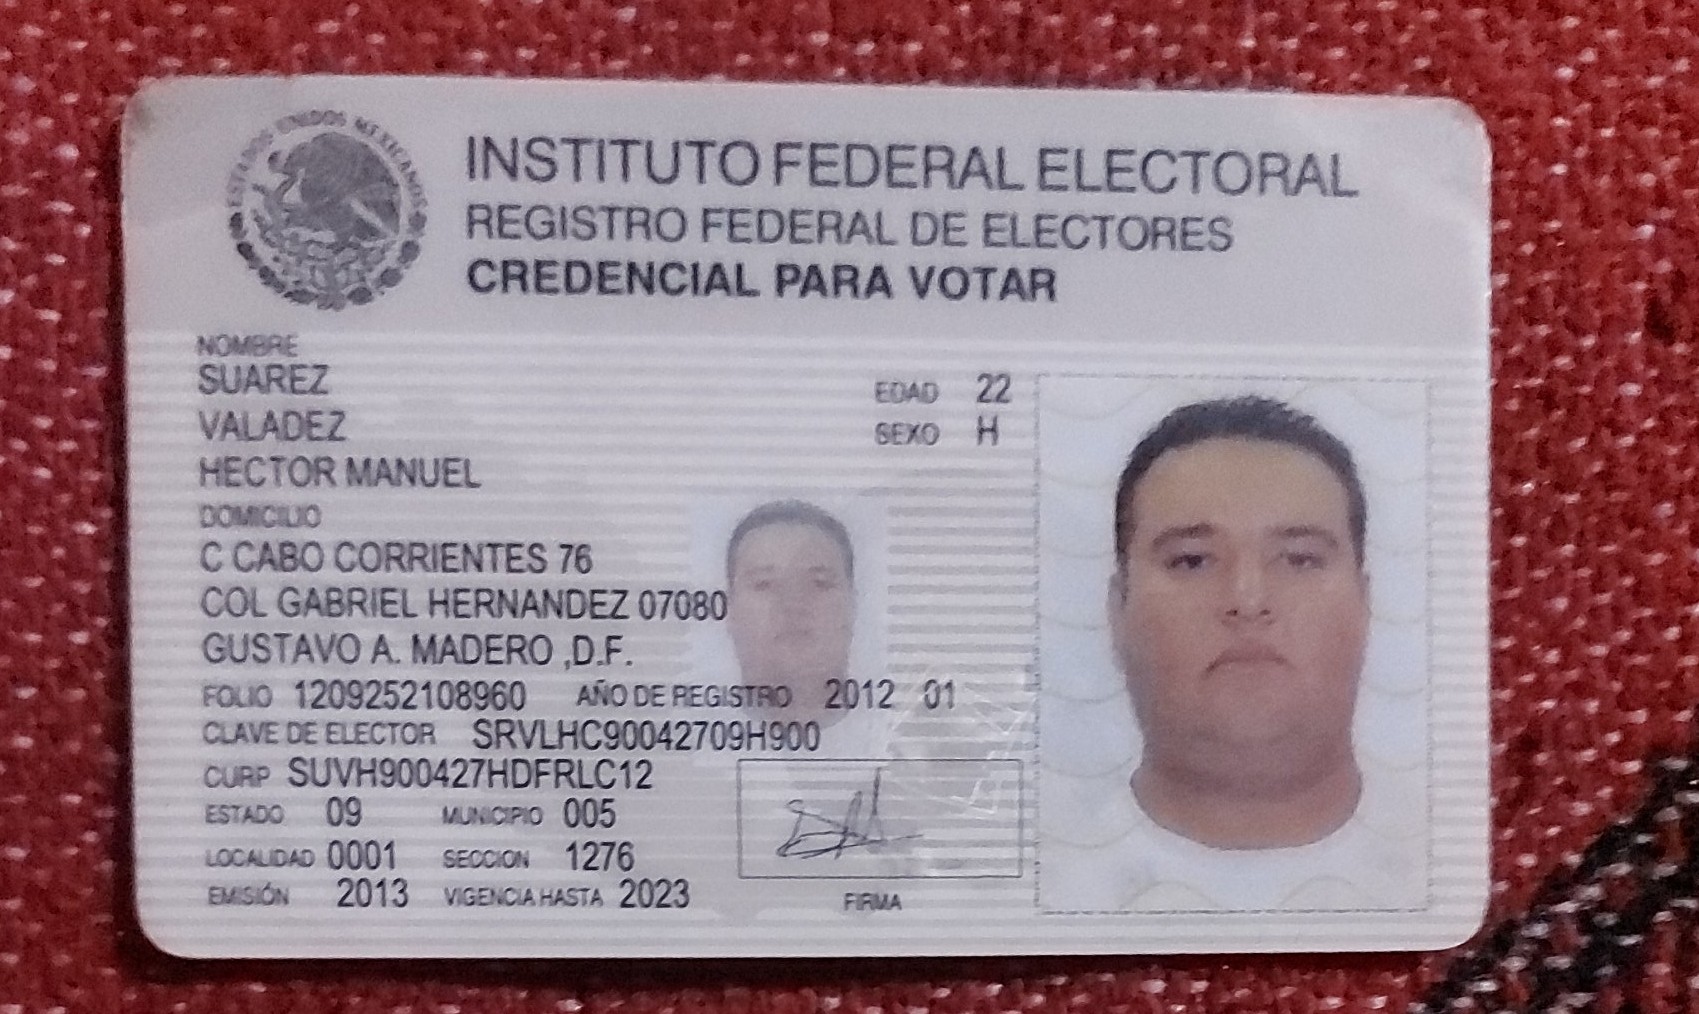 ESTADOS UNIDOS MEXICANOS
INSTITUTO FEDERAL ELECTORAL
REGISTRO FEDERAL DE ELECTORES
CREDENCIAL PARA VOTAR
NOMBRE
SUAREZ
VALADEZ
HECTOR MANUEL
EDAD 22
SEXO H
DOMICILIO
C CABO CORRIENTES 76
COL GABRIEL HERNANDEZ 07080
GUSTAVO A. MADERO ,D.F.
FOLIO 1209252108960 AÑO DE REGISTRO 2012 01
CLAVE DE ELECTOR SRVLHC90042709H900
CURP SUVH900427HDFRLC12
ESTADO 09 MUNICIPIO 005
LOCALIDAD 0001 SECCION 1276
EMISIÓN 2013 VIGENCIA HASTA 2023
FIRMA